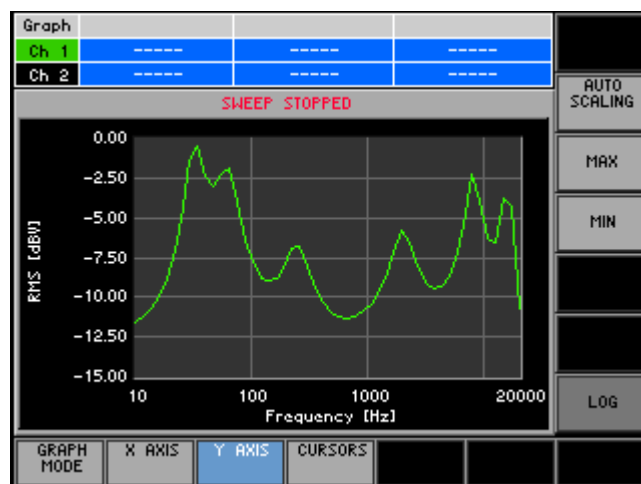 Graph
Ch 1 ----- ----- -----
Ch 2 ----- ----- -----
SWEEP STOPPED
AUTO
SCALING
MAX
MIN
LOG
RMS [dBV]
0.00
-2.50
-5.00
-7.50
-10.00
-12.50
-15.00
10 100 1000 20000
Frequency [Hz]
GRAPH
MODE
X AXIS
Y AXIS
CURSORS